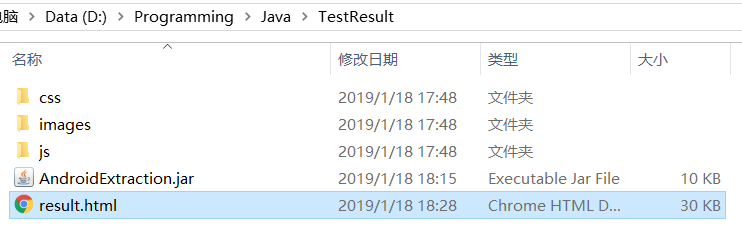 电脑 > Data (D:) > Programming > Java > TestResult
名称 修改日期 类型 大小
css 2019/1/18 17:48 文件夹
images 2019/1/18 17:48 文件夹
js 2019/1/18 17:48 文件夹
AndroidExtraction.jar 2019/1/18 18:15 Executable Jar File 10 KB
result.html 2019/1/18 18:28 Chrome HTML D... 30 KB